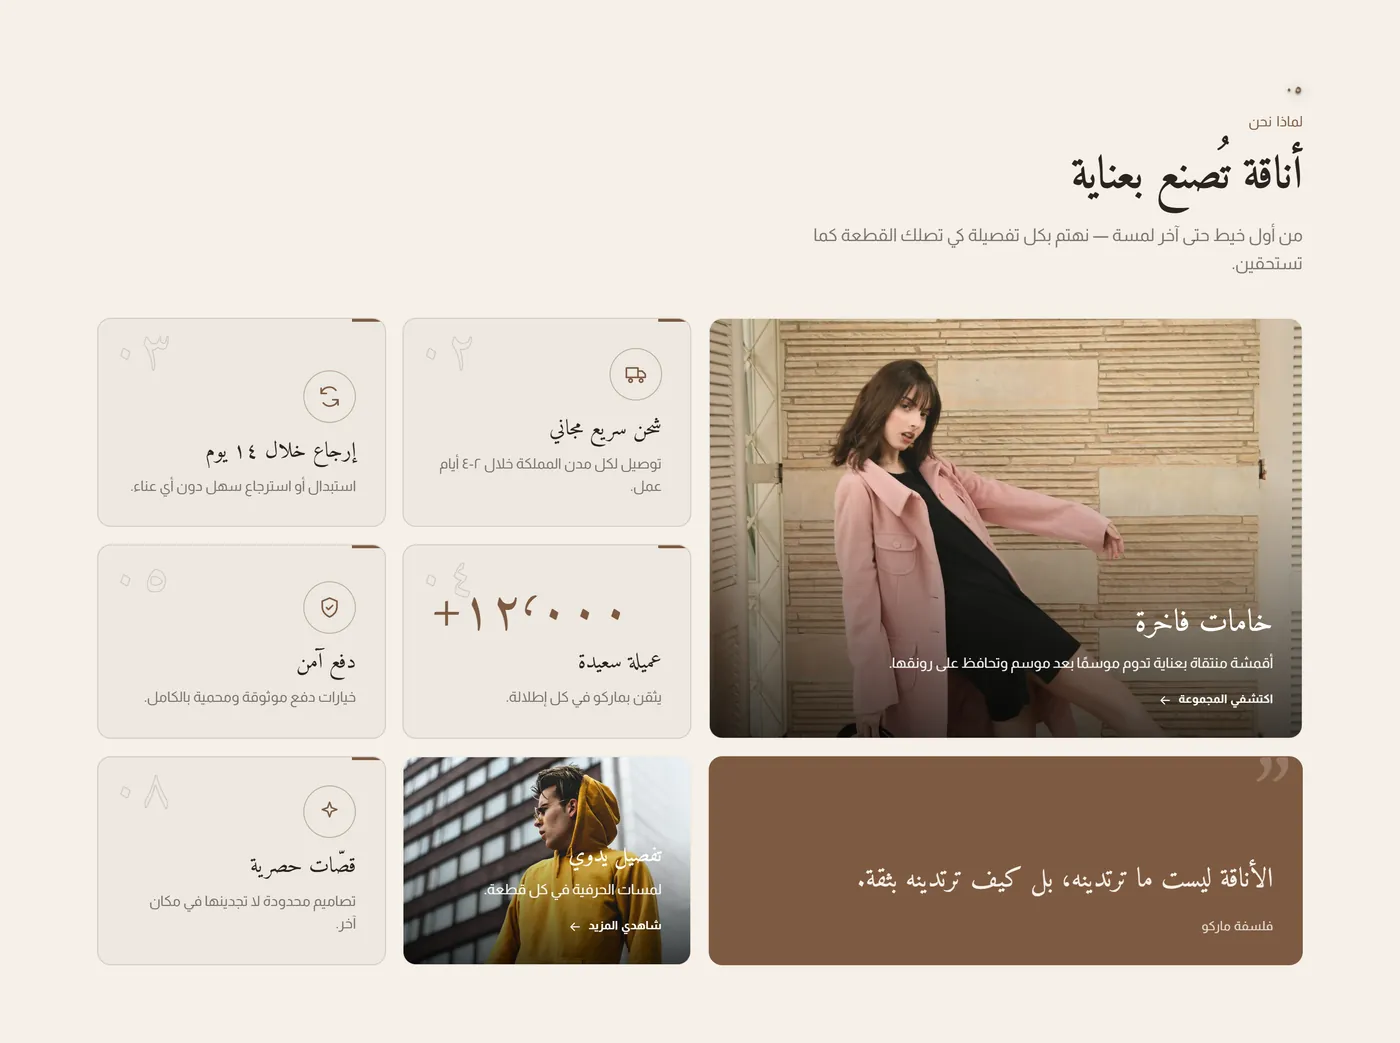 ٠٥
لماذا نحن
أناقة تُصنع بعناية
من أول خيط حتى آخر لمسة — نهتم بكل تفصيلة كي تصلك القطعة كما
تستحقين.
خامات فاخرة
أقمشة منتقاة بعناية تدوم موسمًا بعد موسم وتحافظ على رونقها.
اكتشفي المجموعة ←
٠٢
شحن سريع مجاني
توصيل لكل مدن المملكة خلال ٢-٤ أيام
عمل.
٠٣
إرجاع خلال ١٤ يوم
استبدال أو استرجاع سهل دون أي عناء.
٠٤
+١٢٬٠٠٠
عميلة سعيدة
يثقن بماركو في كل إطلالة.
٠٥
دفع آمن
خيارات دفع موثوقة ومحمية بالكامل.
”
الأناقة ليست ما ترتدينه، بل كيف ترتدينه بثقة.
فلسفة ماركو
تفصيل يدوي
لمسات الحرفية في كل قطعة.
شاهدي المزيد ←
٠٨
قصّات حصرية
تصاميم محدودة لا تجدينها في مكان
آخر.